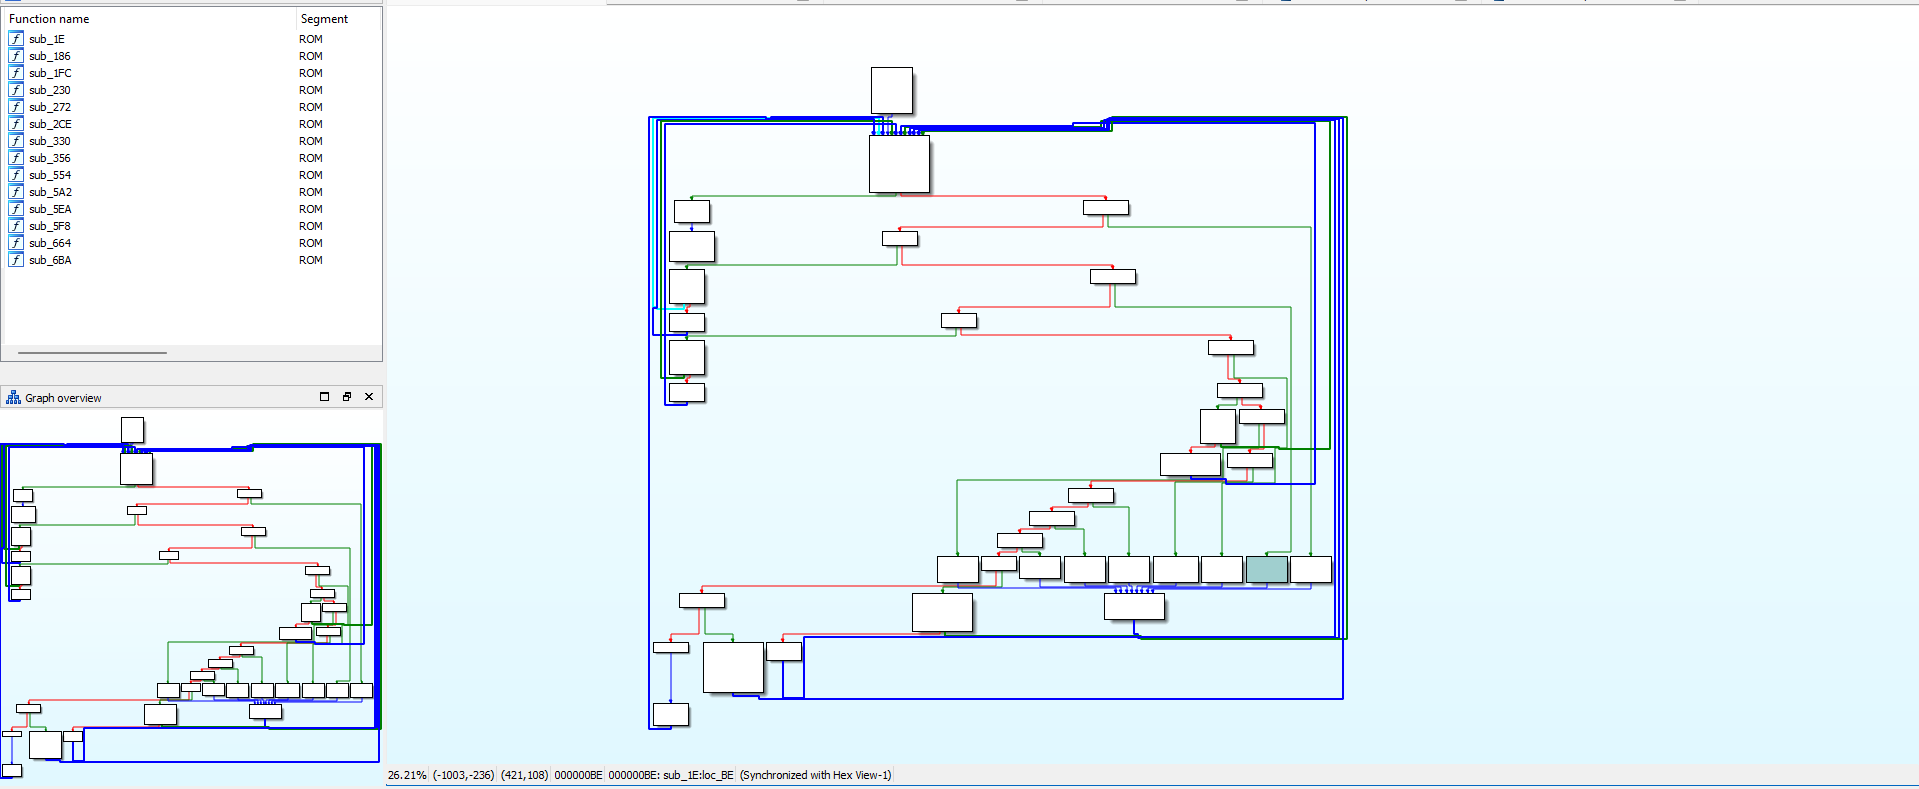 Function name Segment
sub_1E ROM
sub_186 ROM
sub_1FC ROM
sub_230 ROM
sub_272 ROM
sub_2CE ROM
sub_330 ROM
sub_356 ROM
sub_554 ROM
sub_5A2 ROM
sub_5EA ROM
sub_5F8 ROM
sub_664 ROM
sub_6BA ROM
Graph overview
26.21% (-1003,-236) (421,108) 000000BE 000000BE: sub_1E:loc_BE (Synchronized with Hex View-1)